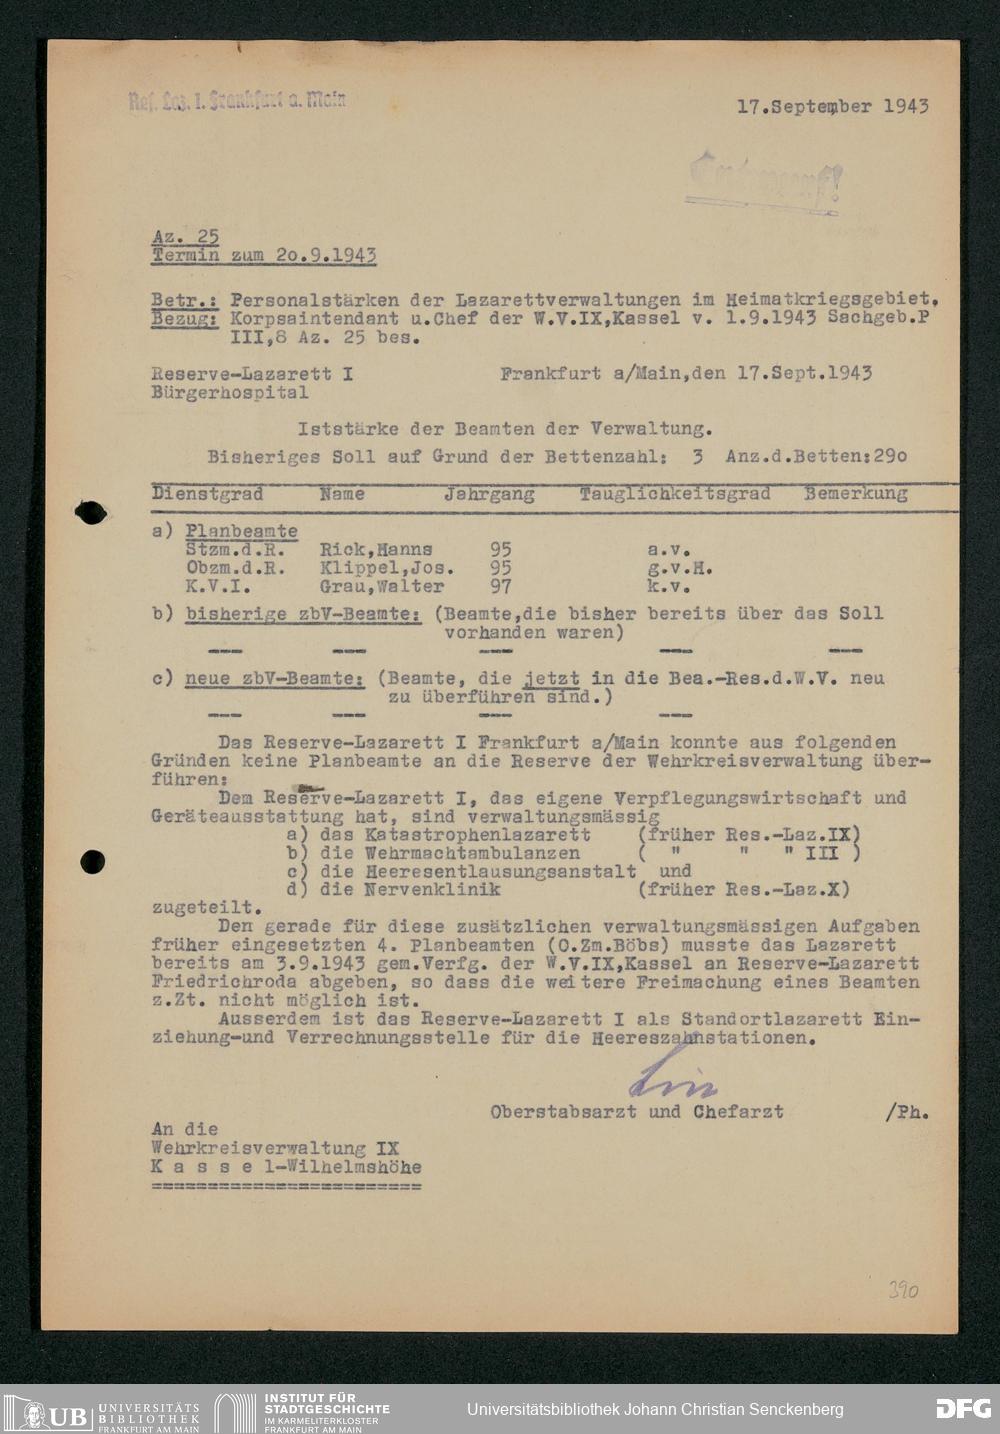 Res. Laz. I. Frankfurt a. Main
17.September 1943
Az. 25
Termin zum 2o.9.1943
Betr.: Personalstärken der Lazarettverwaltungen im Heimatkriegsgebiet.
Bezug: Korpsaintendant u.Chef der W.V.IX,Kassel v. 1.9.1943 Sachgeb.P
III,8 Az. 25 bes.
Reserve-Lazarett I Frankfurt a/Main,den 17.Sept.1943
Bürgerhospital
Iststärke der Beamten der Verwaltung.
Bisheriges Soll auf Grund der Bettenzahl: 3 Anz.d.Betten:29o
Dienstgrad Name Jahrgang Tauglichkeitsgrad Bemerkung
a) Planbeamte
Stzm.d.R. Rick,Hanns 95 a.v.
Obzm.d.R. Klippel,Jos. 95 g.v.H.
K.V.I. Grau,Walter 97 k.v.
b) bisherige zbV-Beamte: (Beamte,die bisher bereits über das Soll
vorhanden waren)
--- --- --- --- ---
c) neue zbV-Beamte: (Beamte, die jetzt in die Bea.-Res.d.W.V. neu
zu überführen sind.)
--- --- --- ---
Das Reserve-Lazarett I Frankfurt a/Main konnte aus folgenden
Gründen keine Planbeamte an die Reserve der Wehrkreisverwaltung über-
führen:
Dem Reserve-Lazarett I, das eigene Verpflegungswirtschaft und
Geräteausstattung hat, sind verwaltungsmässig
a) das Katastrophenlazarett (früher Res.-Laz.IX)
b) die Wehrmachtambulanzen ( " " " III )
c) die Heeresentlausungsanstalt und
d) die Nervenklinik (früher Res.-Laz.X)
zugeteilt.
Den gerade für diese zusätzlichen verwaltungsmässigen Aufgaben
früher eingesetzten 4. Planbeamten (O.Zm.Böbs) musste das Lazarett
bereits am 3.9.1943 gem.Verfg. der W.V.IX,Kassel an Reserve-Lazarett
Friedrichroda abgeben, so dass die weitere Freimachung eines Beamten
z.Zt. nicht möglich ist.
Ausserdem ist das Reserve-Lazarett I als Standortlazarett Ein-
ziehung-und Verrechnungsstelle für die Heereszahnstationen.
Oberstabsarzt und Chefarzt /Ph.
An die
Wehrkreisverwaltung IX
K a s s e l-Wilhelmshöhe
========================
390
UB UNIVERSITÄTS
BIBLIOTHEK
FRANKFURT AM MAIN
INSTITUT FÜR
STADTGESCHICHTE
IM KARMELITERKLOSTER
FRANKFURT AM MAIN
Universitätsbibliothek Johann Christian Senckenberg
DFG